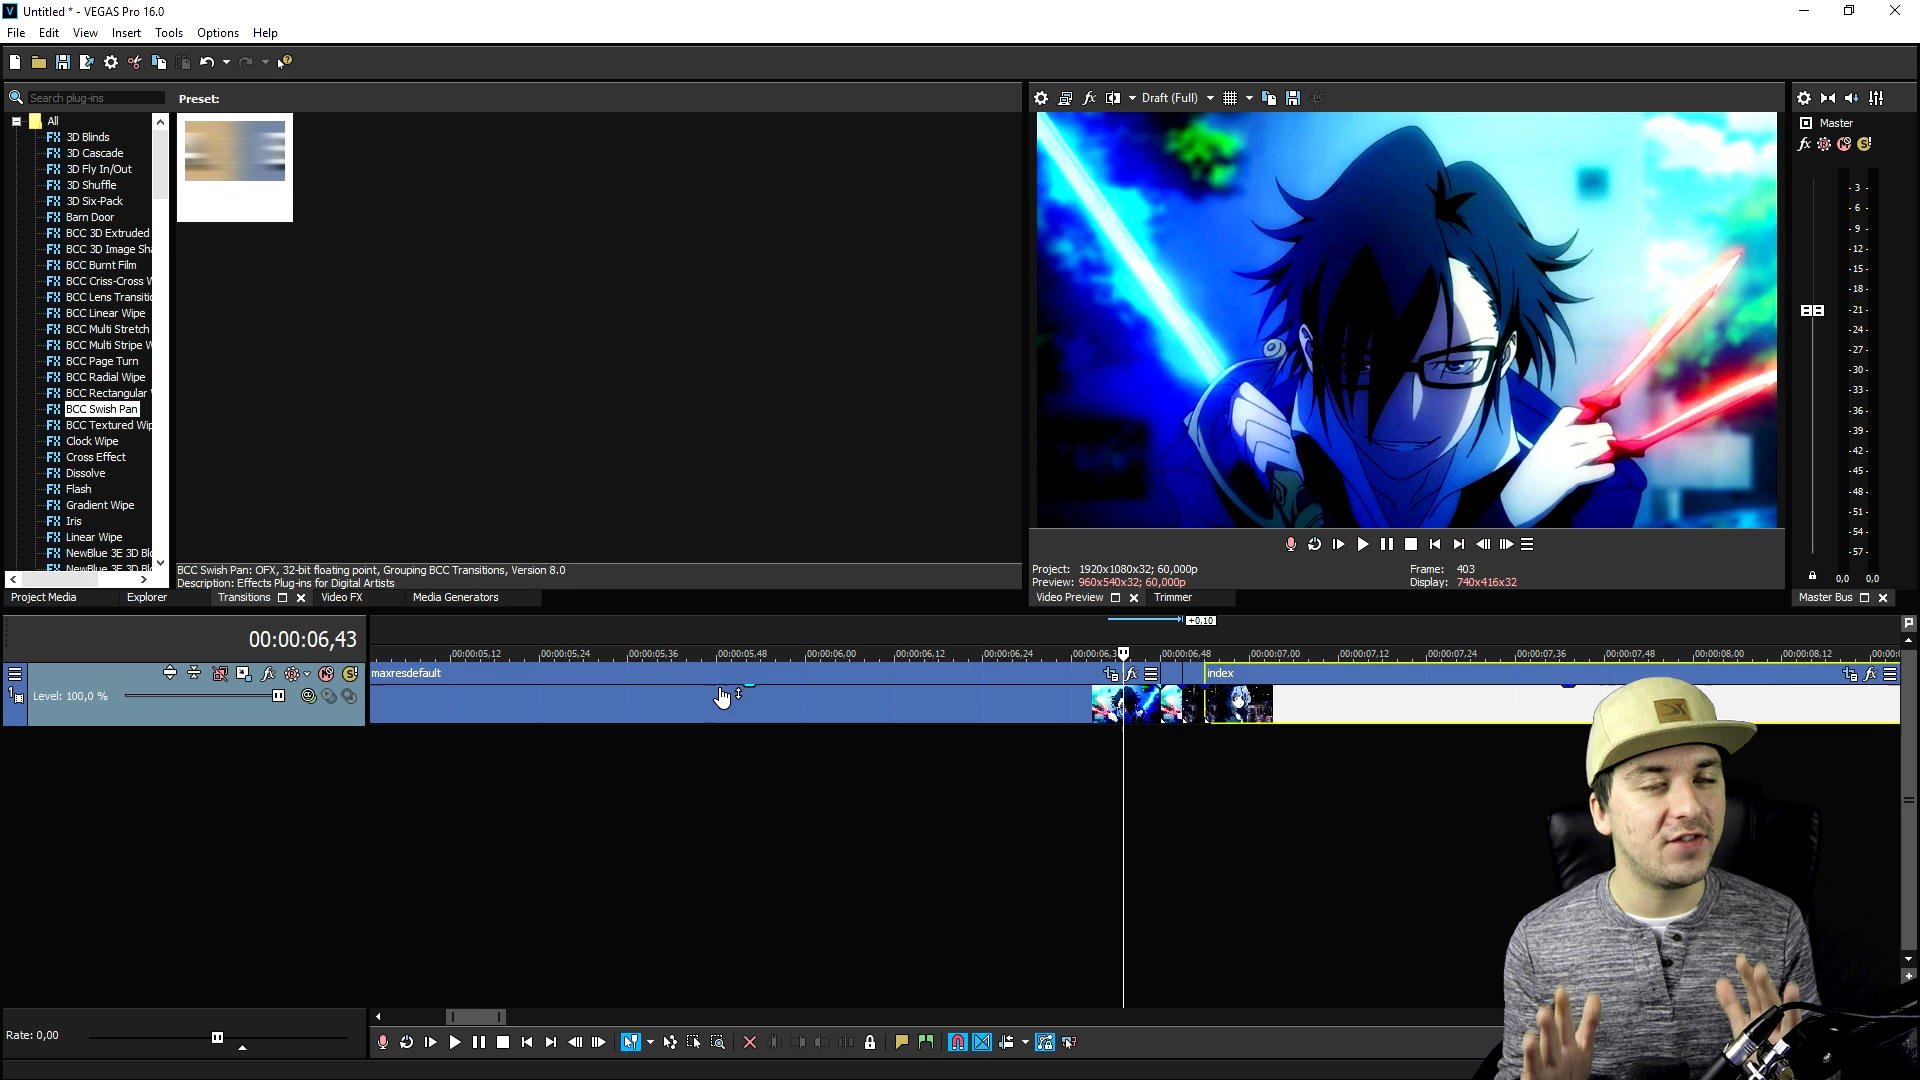 Untitled * - VEGAS Pro 16.0
File Edit View Insert Tools Options Help
Search plug-ins
Preset:
All
3D Blinds
3D Cascade
3D Fly In/Out
3D Shuffle
3D Six-Pack
Barn Door
BCC 3D Extruded
BCC 3D Image Sha
BCC Burnt Film
BCC Criss-Cross W
BCC Lens Transitio
BCC Linear Wipe
BCC Multi Stretch
BCC Multi Stripe W
BCC Page Turn
BCC Radial Wipe
BCC Rectangular
BCC Swish Pan
BCC Textured Wip
Clock Wipe
Cross Effect
Dissolve
Flash
Gradient Wipe
Iris
Linear Wipe
NewBlue 3E 3D Blo
NewBlue 3E 3D Blo
BCC Swish Pan: OFX, 32-bit floating point, Grouping BCC Transitions, Version 8.0
Description: Effects Plug-ins for Digital Artists
Project Media Explorer Transitions Video FX Media Generators
Draft (Full)
Project: 1920x1080x32; 60,000p
Preview: 960x540x32; 60,000p
Frame: 403
Display: 740x416x32
Video Preview Trimmer
Master
- 3 -
- 6 -
- 9 -
-12-
-15-
-18-
-21-
-24-
-27-
-30-
-33-
-36-
-39-
-42-
-45-
-48-
-51-
-54-
-57-
0,0 0,0
Master Bus
00:00:06,43
+0,10
00:00:05,12 00:00:05,24 00:00:05,36 00:00:05,48 00:00:06,00 00:00:06,12 00:00:06,24 00:00:06,3 00:00:06,48 00:00:07,00 00:00:07,12 00:00:07,24 00:00:07,36 00:00:07,48 00:00:08,00 00:00:08,12 00:00:0
maxresdefault
index
1
Level: 100,0 %
Rate: 0,00